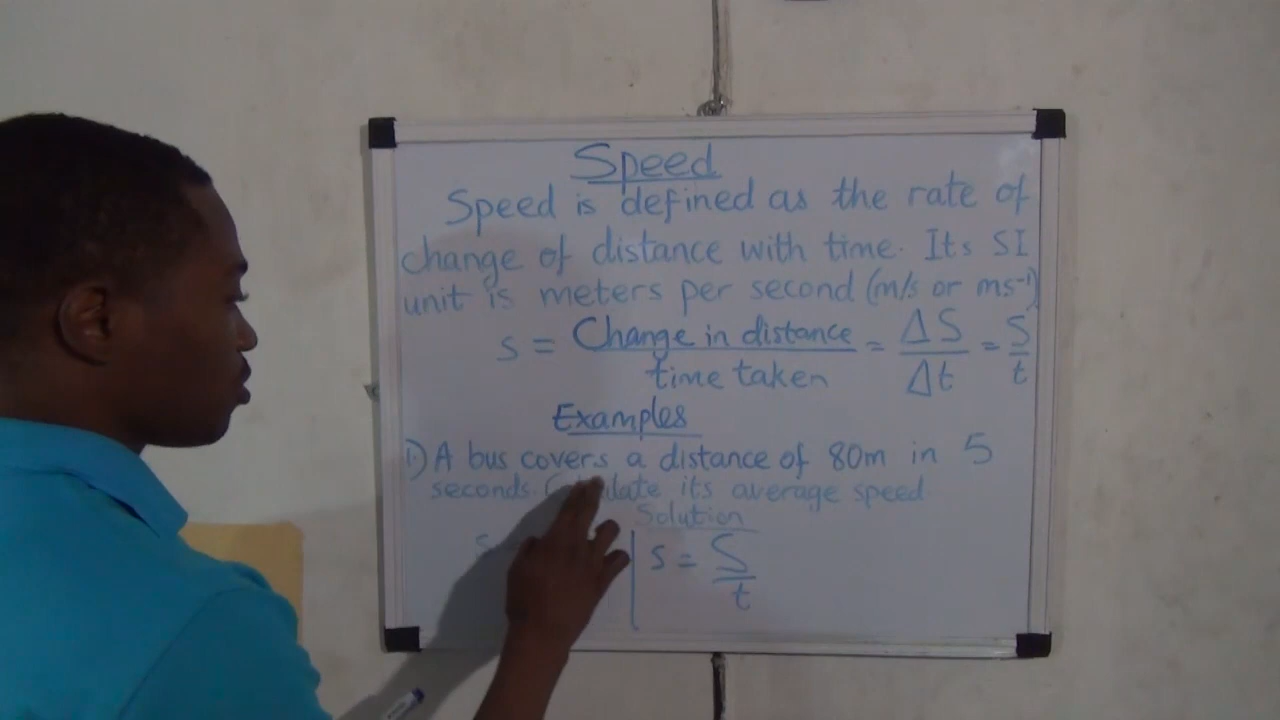 Speed
Speed is defined as the rate of
change of distance with time. Its SI
unit is meters per second (m/s or ms⁻¹)
s = Change in distance / time taken = ΔS / Δt = S / t
Examples
1.) A bus covers a distance of 80m in 5
seconds. Calculate its average speed
Solution
s = S / t